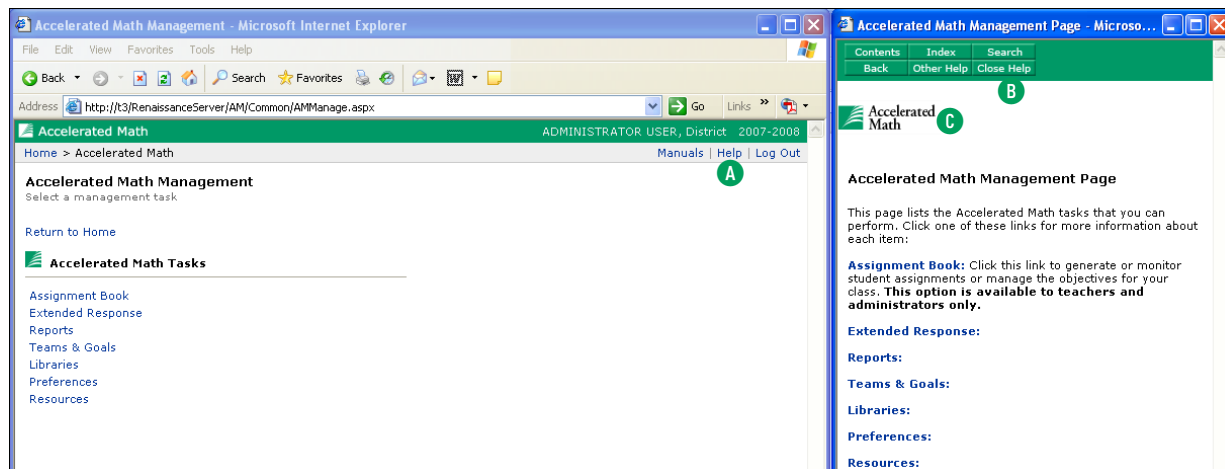 Accelerated Math Management - Microsoft Internet Explorer
File Edit View Favorites Tools Help
Back Search Favorites
Address http://t3/RenaissanceServer/AM/Common/AMManage.aspx Go Links »
Accelerated Math ADMINISTRATOR USER, District 2007-2008
Home > Accelerated Math Manuals | Help | Log Out
A
Accelerated Math Management
Select a management task
Return to Home
Accelerated Math Tasks
Assignment Book
Extended Response
Reports
Teams & Goals
Libraries
Preferences
Resources
Accelerated Math Management Page - Microso...
Contents Index Search
Back Other Help Close Help
B
Accelerated
Math
C
Accelerated Math Management Page
This page lists the Accelerated Math tasks that you can
perform. Click one of these links for more information about
each item:
Assignment Book: Click this link to generate or monitor
student assignments or manage the objectives for your
class. This option is available to teachers and
administrators only.
Extended Response:
Reports:
Teams & Goals:
Libraries:
Preferences:
Resources: